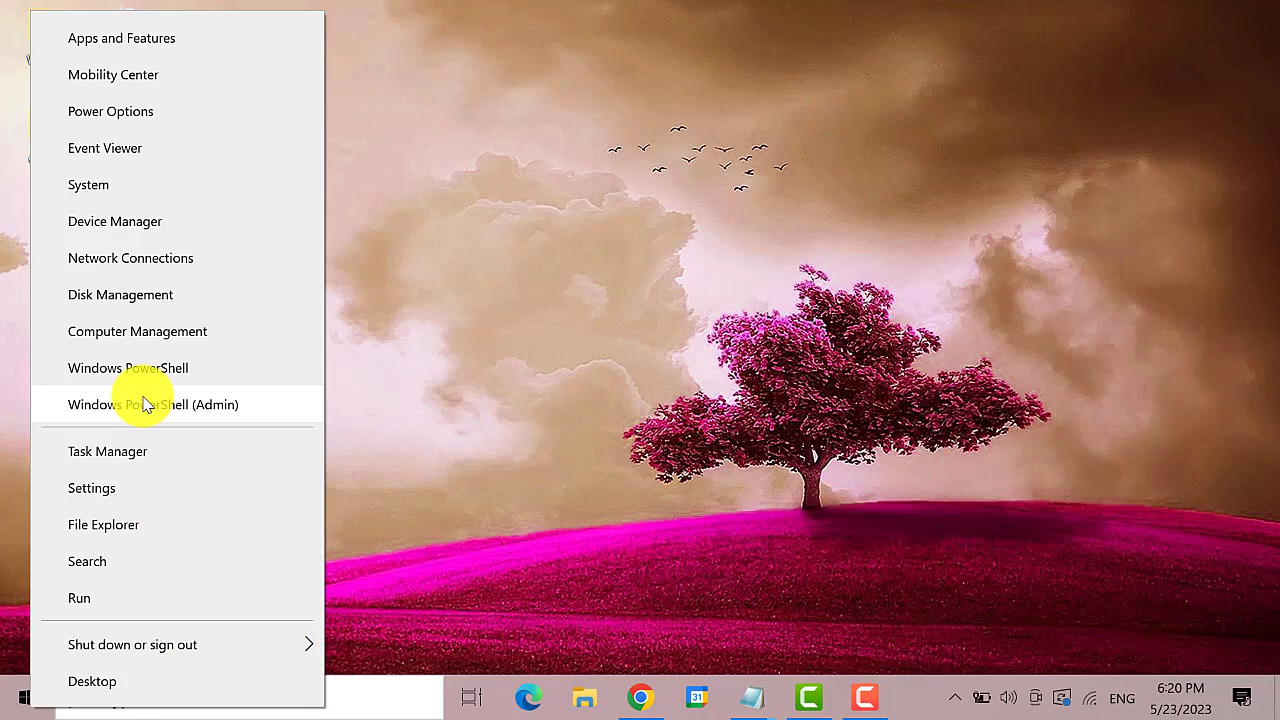 Apps and Features
Mobility Center
Power Options
Event Viewer
System
Device Manager
Network Connections
Disk Management
Computer Management
Windows PowerShell
Windows PowerShell (Admin)
Task Manager
Settings
File Explorer
Search
Run
Shut down or sign out
Desktop
31
ENG
6:20 PM
5/23/2023